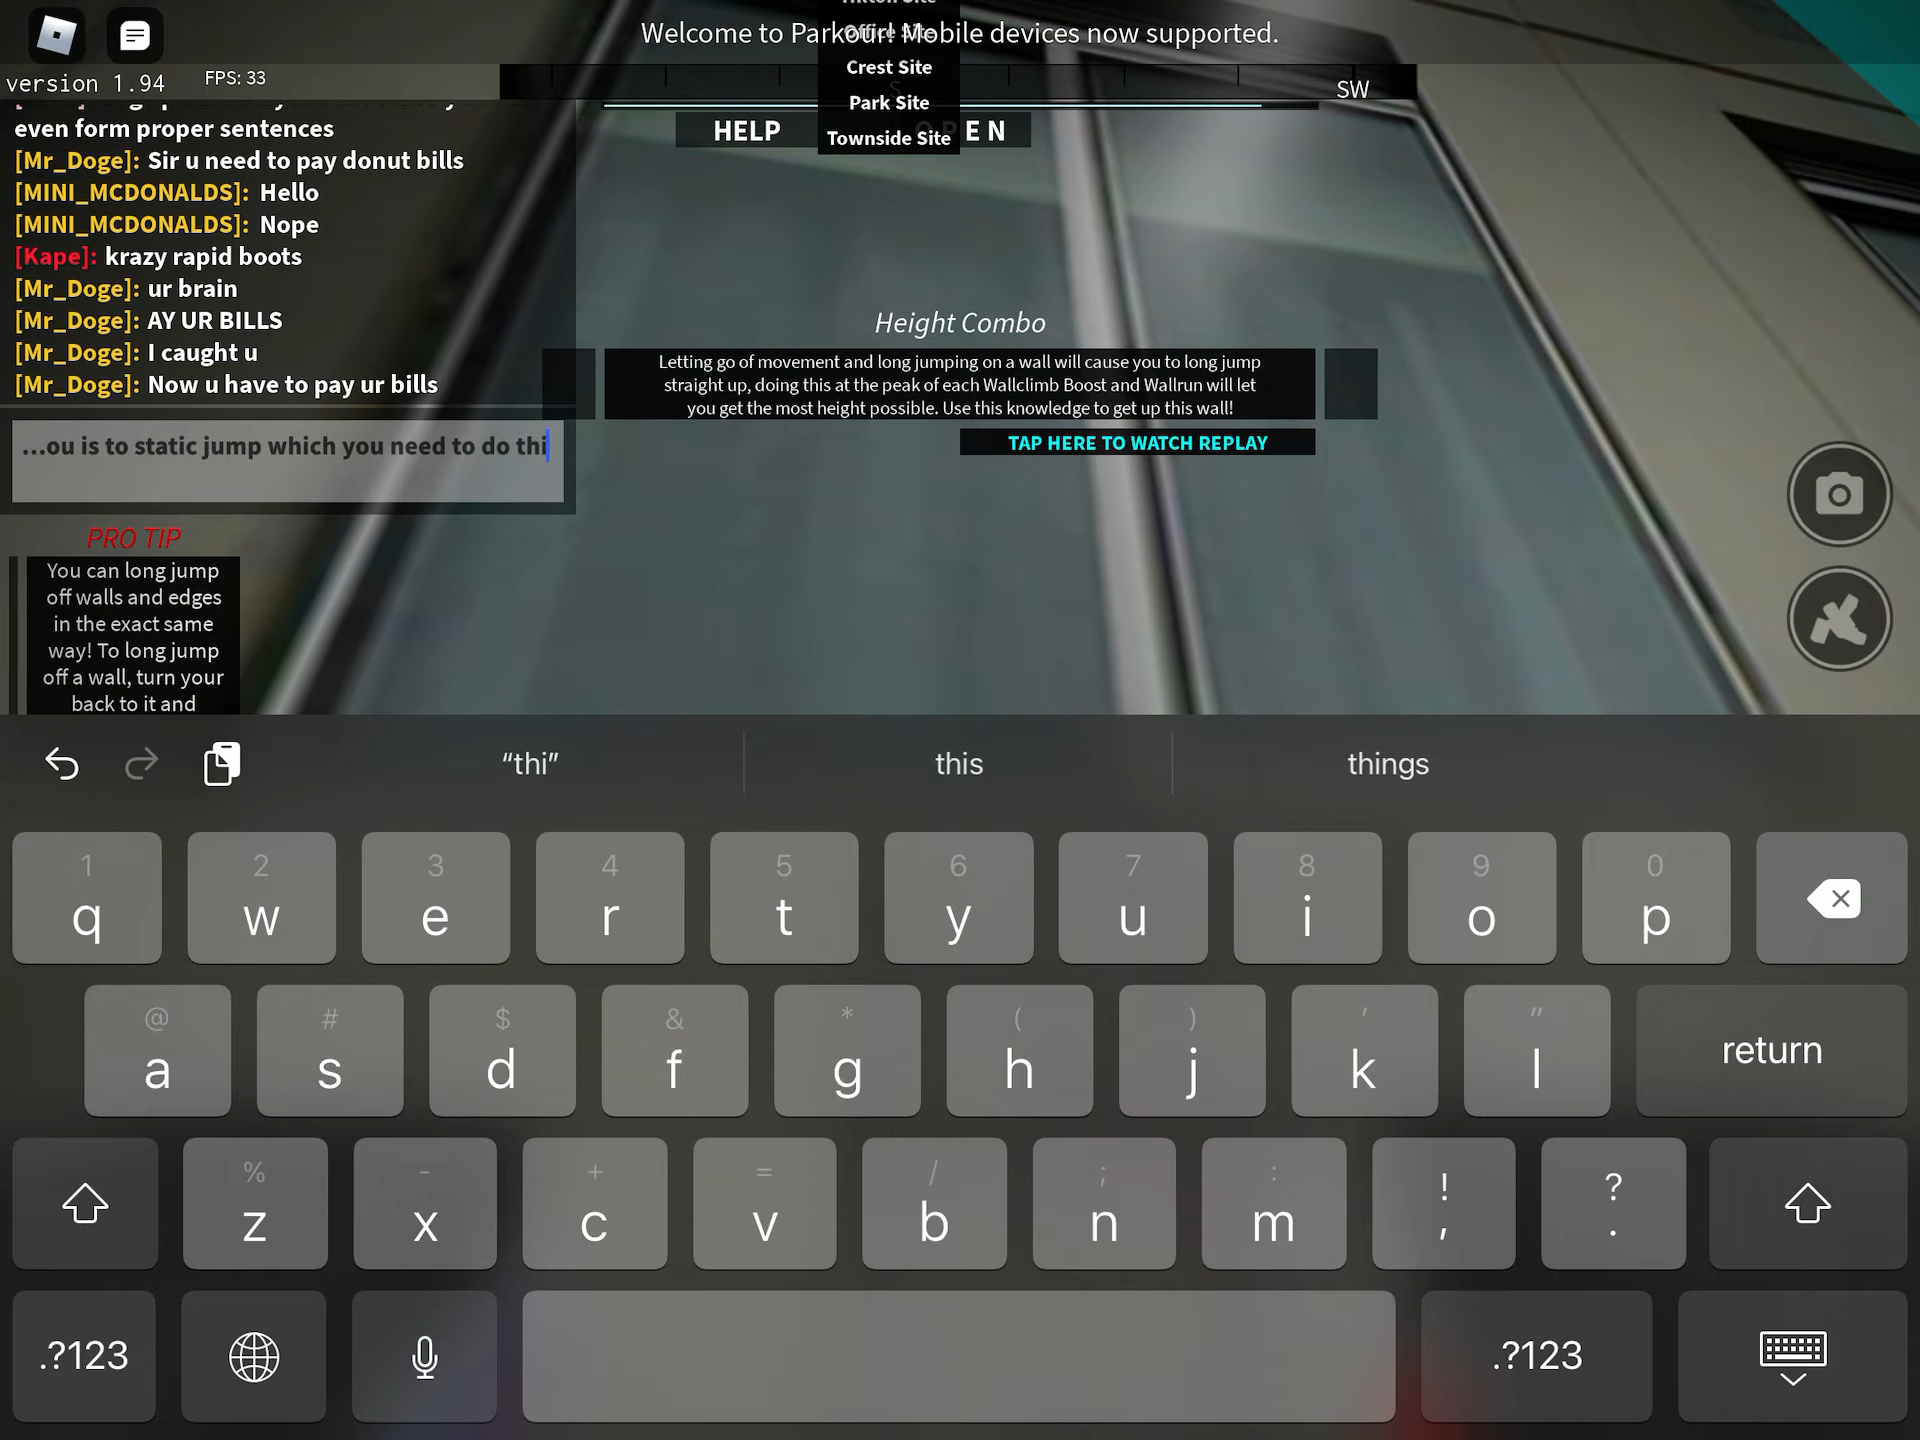 Welcome to Parkour! Mobile devices now supported.
version 1.94
FPS: 33
Crest Site
Park Site
Townside Site
SW
HELP
EN
even form proper sentences
[Mr_Doge]: Sir u need to pay donut bills
[MINI_MCDONALDS]: Hello
[MINI_MCDONALDS]: Nope
[Kape]: krazy rapid boots
[Mr_Doge]: ur brain
[Mr_Doge]: AY UR BILLS
[Mr_Doge]: I caught u
[Mr_Doge]: Now u have to pay ur bills
...ou is to static jump which you need to do thi
Height Combo
Letting go of movement and long jumping on a wall will cause you to long jump
straight up, doing this at the peak of each Wallclimb Boost and Wallrun will let
you get the most height possible. Use this knowledge to get up this wall!
TAP HERE TO WATCH REPLAY
PRO TIP
You can long jump
off walls and edges
in the exact same
way! To long jump
off a wall, turn your
back to it and
“thi” this things
1 2 3 4 5 6 7 8 9 0
q w e r t y u i o p
@ # $ & * ( ) ' "
a s d f g h j k l return
% - + = / ; : ! ?
z x c v b n m , .
.?123 .?123